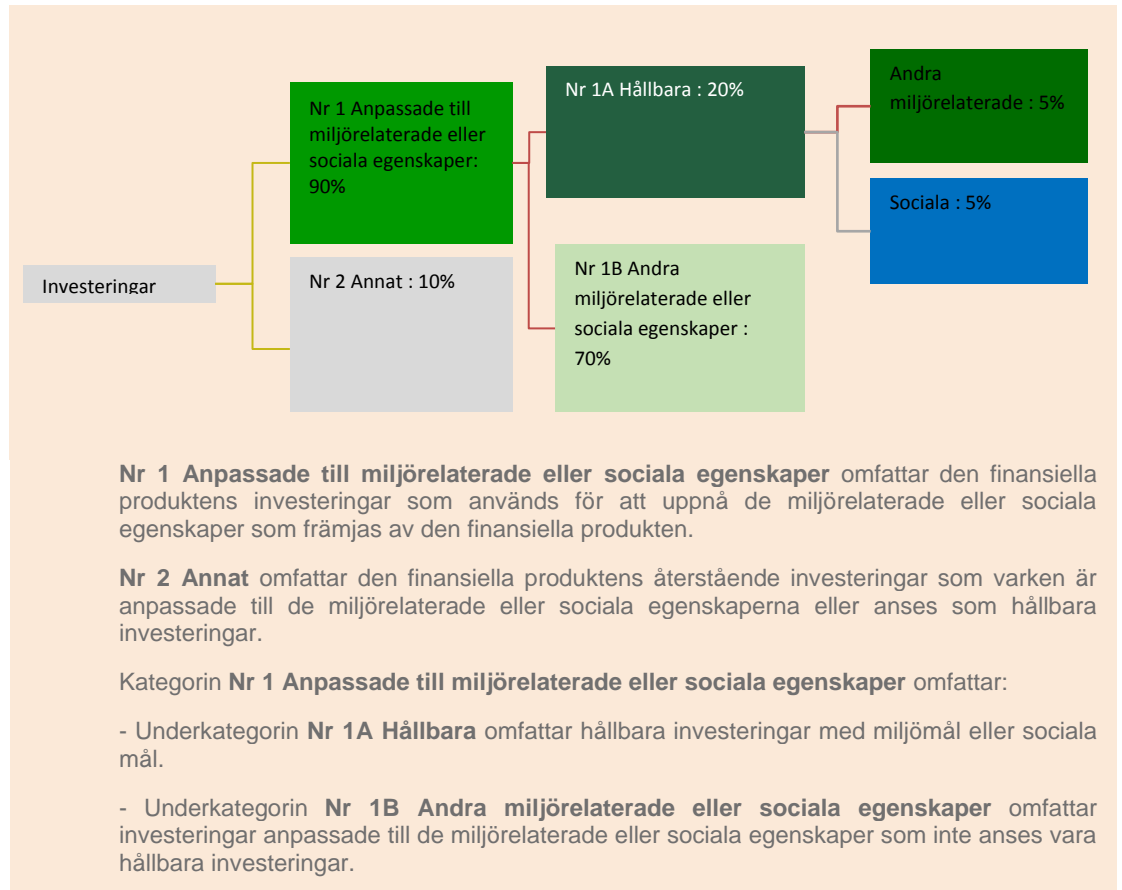 Investeringar
Nr 1 Anpassade till
miljörelaterade eller
sociala egenskaper:
90%
Nr 2 Annat : 10%
Nr 1A Hållbara : 20%
Nr 1B Andra
miljörelaterade eller
sociala egenskaper :
70%
Andra
miljörelaterade : 5%
Sociala : 5%
Nr 1 Anpassade till miljörelaterade eller sociala egenskaper omfattar den finansiella
produktens investeringar som används för att uppnå de miljörelaterade eller sociala
egenskaper som främjas av den finansiella produkten.
Nr 2 Annat omfattar den finansiella produktens återstående investeringar som varken är
anpassade till de miljörelaterade eller sociala egenskaperna eller anses som hållbara
investeringar.
Kategorin Nr 1 Anpassade till miljörelaterade eller sociala egenskaper omfattar:
- Underkategorin Nr 1A Hållbara omfattar hållbara investeringar med miljömål eller sociala
mål.
- Underkategorin Nr 1B Andra miljörelaterade eller sociala egenskaper omfattar
investeringar anpassade till de miljörelaterade eller sociala egenskaper som inte anses vara
hållbara investeringar.